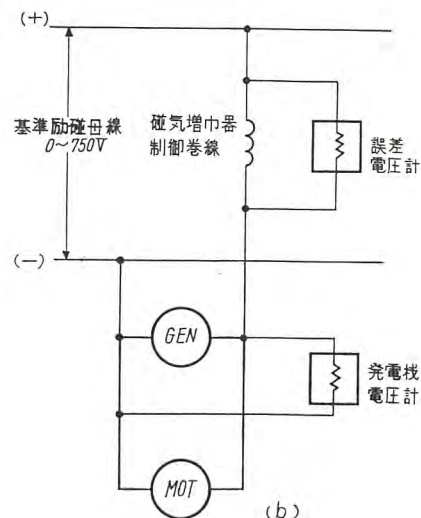 (+)
基準励磁母線
0~750V
磁気増巾器
制御巻線
誤差
電圧計
(-)
GEN
発電栈
電圧計
MOT
(b)